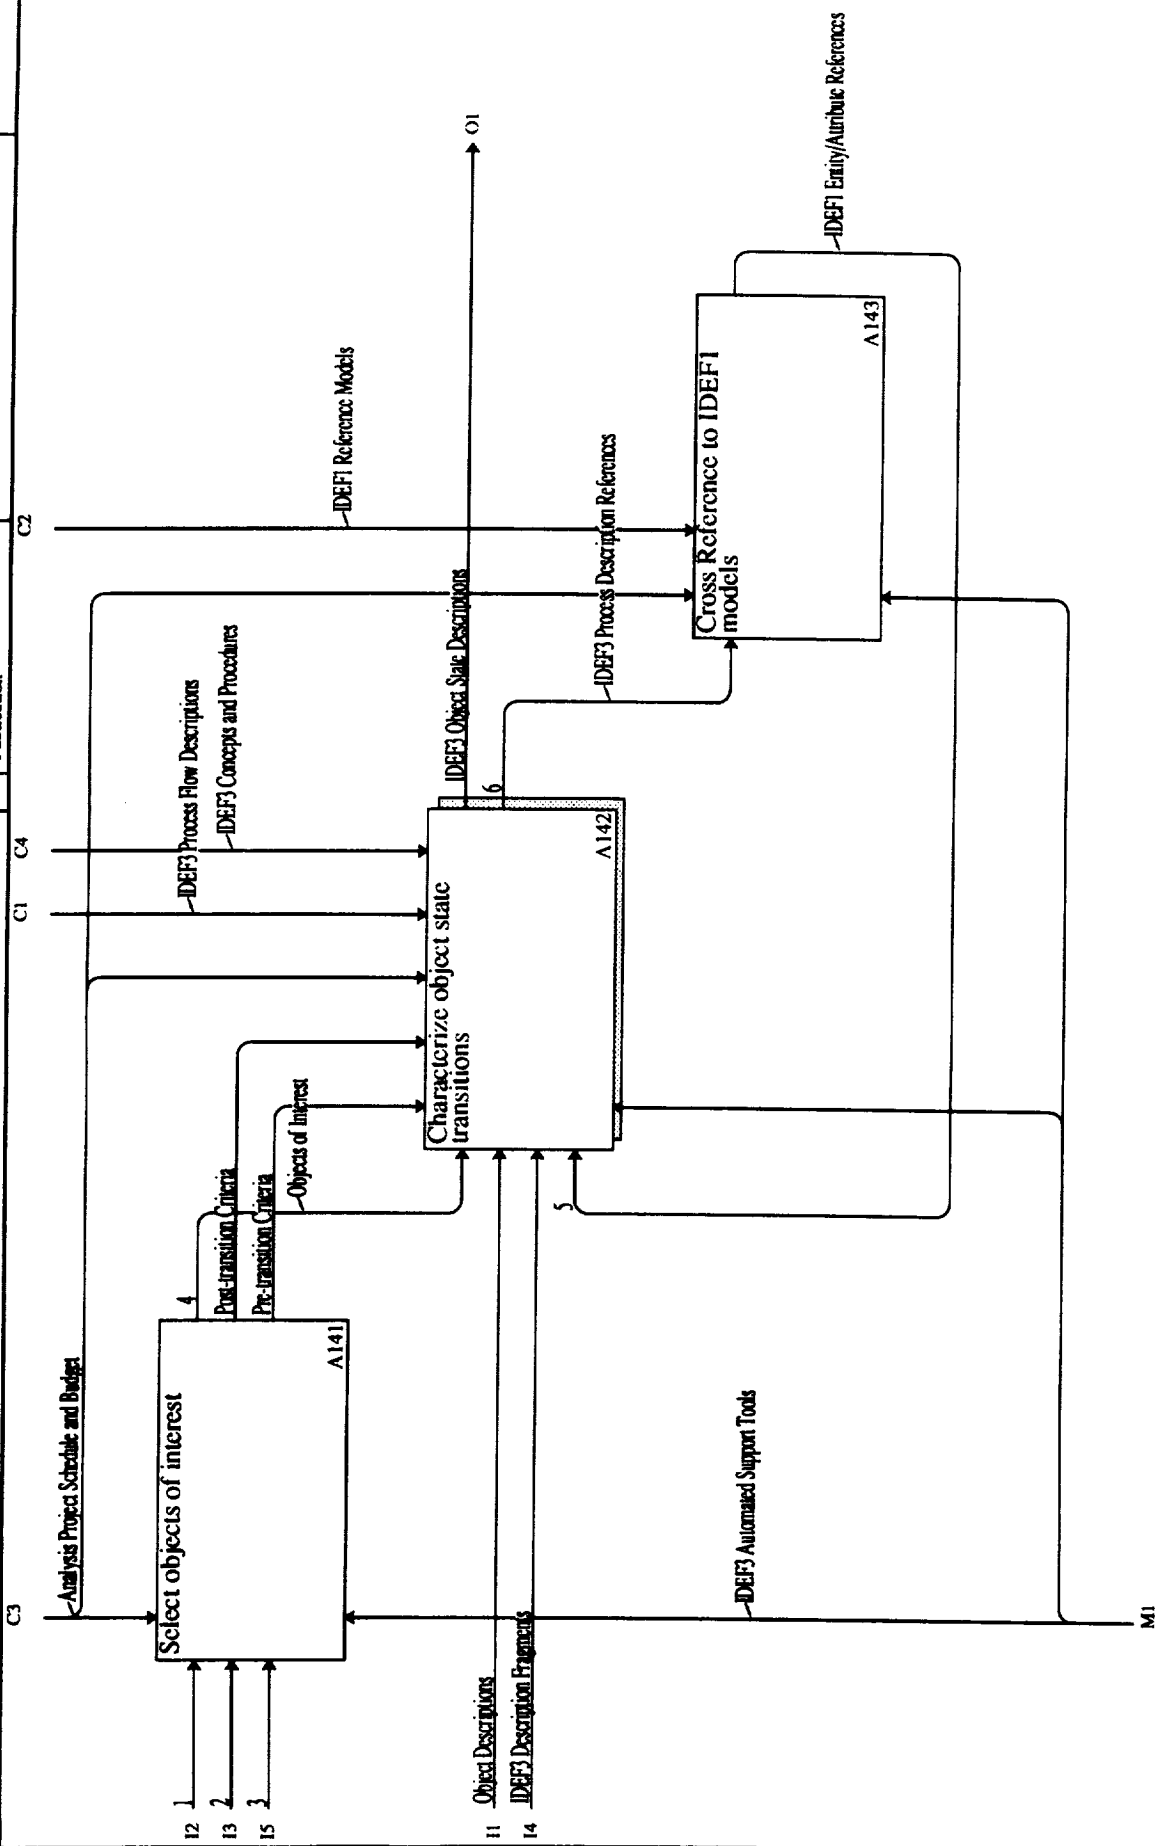 C3
C1
C4
C2
Analysis Project Schedule and Budget
IDEF3 Process Flow Descriptions
IDEF3 Concepts and Procedures
IDEF1 Reference Models
I2
1
I3
2
I5
3
Select objects of interest
A141
4
Post-transition Criteria
Pre-transition Criteria
Objects of Interest
I1
Object Descriptions
I4
IDEF3 Description Fragments
5
Characterize object state
transitions
A142
IDEF3 Object State Descriptions
O1
6
IDEF3 Process Description References
Cross Reference to IDEF1
models
A143
IDEF1 Entity/Attribute References
IDEF3 Automated Support Tools
M1